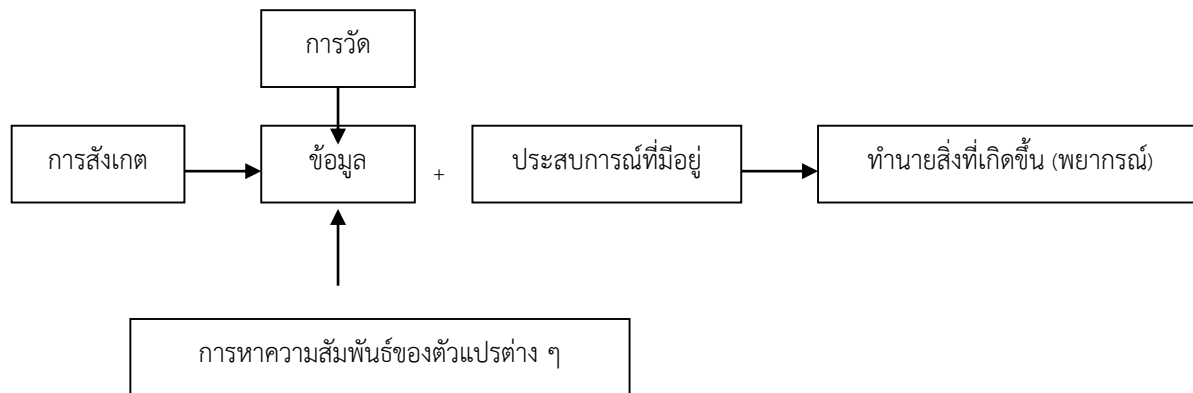 การวัด
การสังเกต
ข้อมูล
+
ประสบการณ์ที่มีอยู่
ทำนายสิ่งที่เกิดขึ้น (พยากรณ์)
การหาความสัมพันธ์ของตัวแปรต่าง ๆ